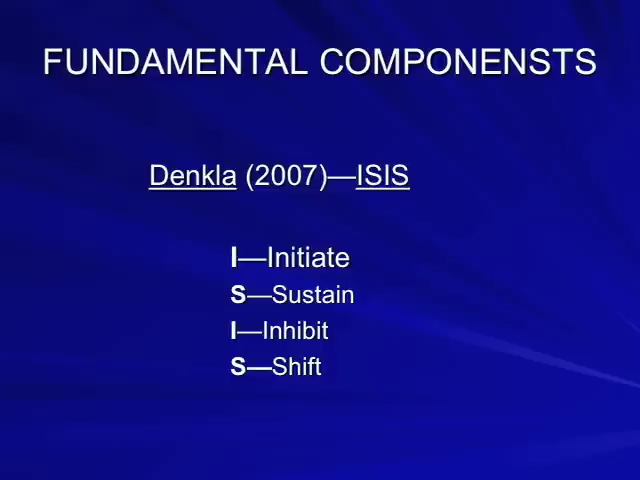 FUNDAMENTAL COMPONENSTS
Denkla (2007)—ISIS
I—Initiate
S—Sustain
I—Inhibit
S—Shift